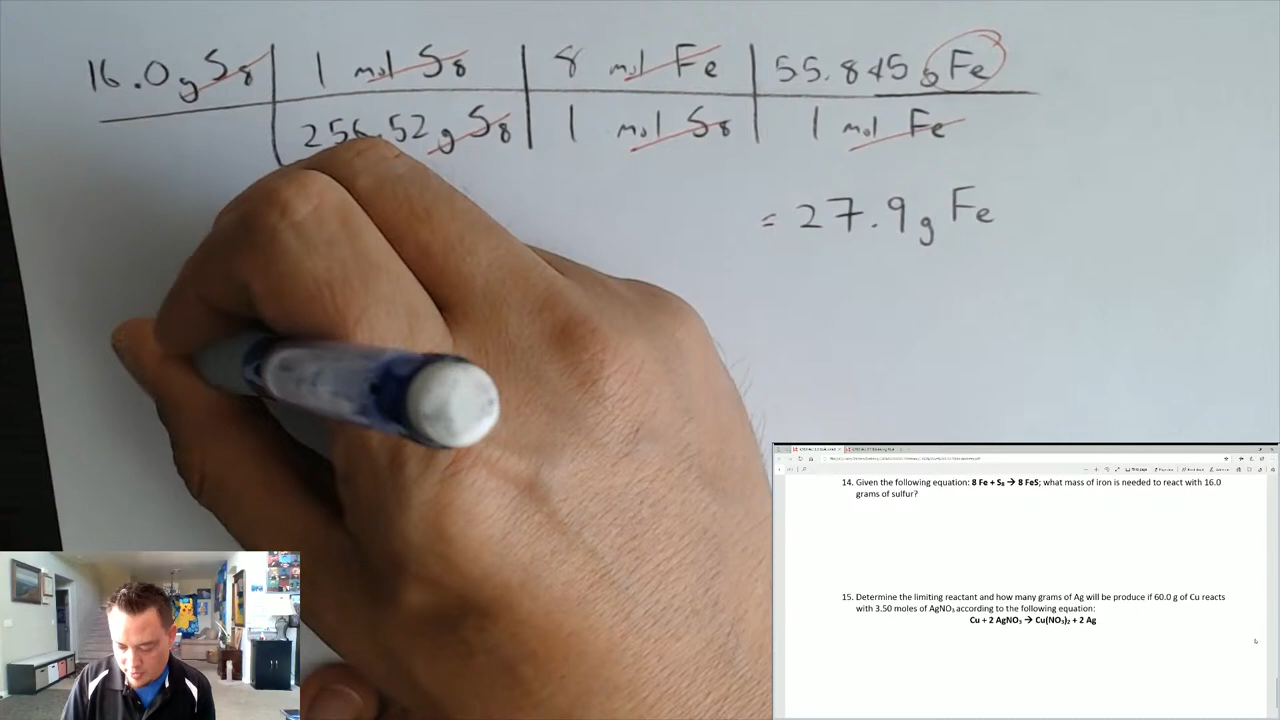 16.0 g S8 | 1 mol S8 | 8 mol Fe | 55.845 g Fe
256.52 g S8 | 1 mol S8 | 1 mol Fe
= 27.9 g Fe
14. Given the following equation: 8 Fe + S₈ → 8 FeS; what mass of iron is needed to react with 16.0
grams of sulfur?
15. Determine the limiting reactant and how many grams of Ag will be produce if 60.0 g of Cu reacts
with 3.50 moles of AgNO₃ according to the following equation:
Cu + 2 AgNO₃ → Cu(NO₃)₂ + 2 Ag